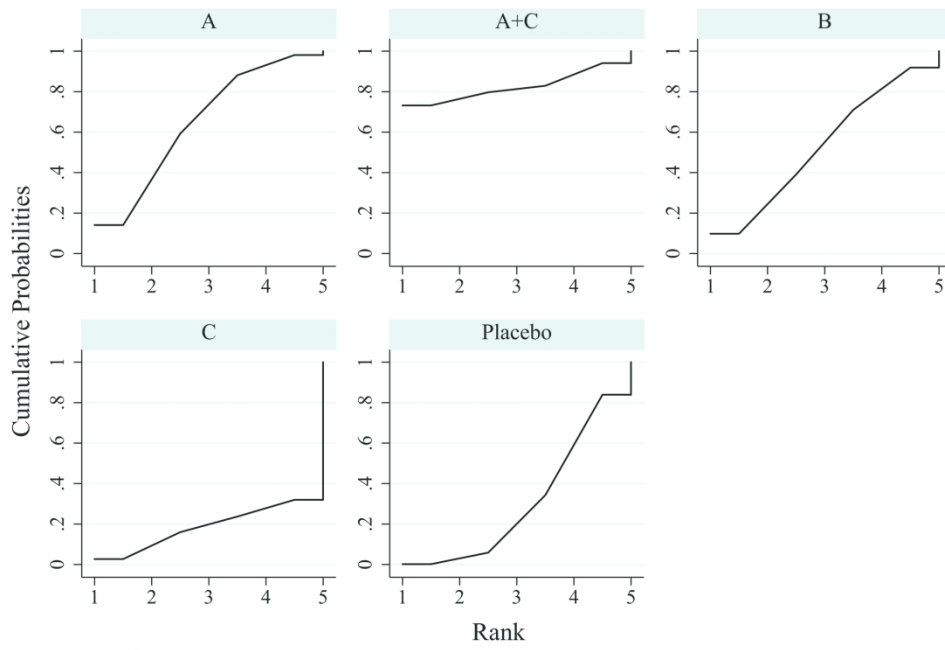 A
A+C
B
Cumulative Probabilities
0 .2 .4 .6 .8 1
1 2 3 4 5
0 .2 .4 .6 .8 1
1 2 3 4 5
0 .2 .4 .6 .8 1
1 2 3 4 5
C
Placebo
0 .2 .4 .6 .8 1
1 2 3 4 5
0 .2 .4 .6 .8 1
1 2 3 4 5
Rank